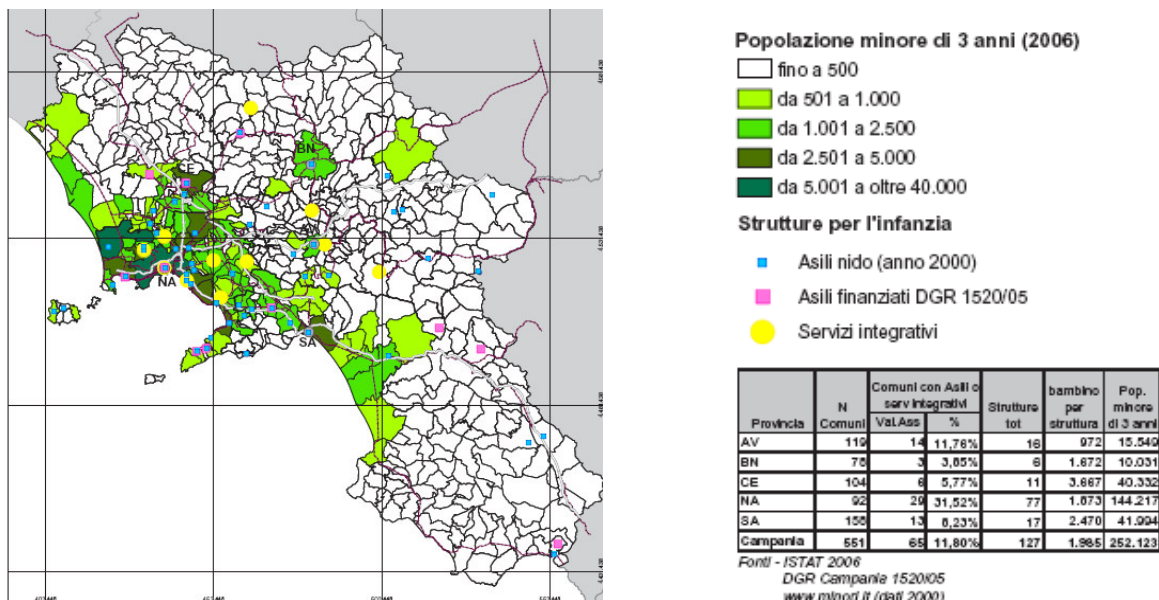 CE
BN
NA
SA
Popolazione minore di 3 anni (2006)
fino a 500
da 501 a 1.000
da 1.001 a 2.500
da 2.501 a 5.000
da 5.001 a oltre 40.000
Strutture per l'infanzia
Asili nido (anno 2000)
Asili finanziati DGR 1520/05
Servizi integrativi
Provincia N Comuni Comuni con Asili o serv integrativi Val.Ass % Strutture tot bambino per struttura Pop. minore di 3 anni
AV 119 14 11,76% 16 972 15.549
BN 78 3 3,85% 6 1.672 10.031
CE 104 6 5,77% 11 3.667 40.332
NA 92 29 31,52% 77 1.873 144.217
SA 158 13 8,23% 17 2.470 41.994
Campania 551 65 11,80% 127 1.985 252.123
Fonti - ISTAT 2006
DGR Campania 1520/05
www.minori.it (dati 2000)